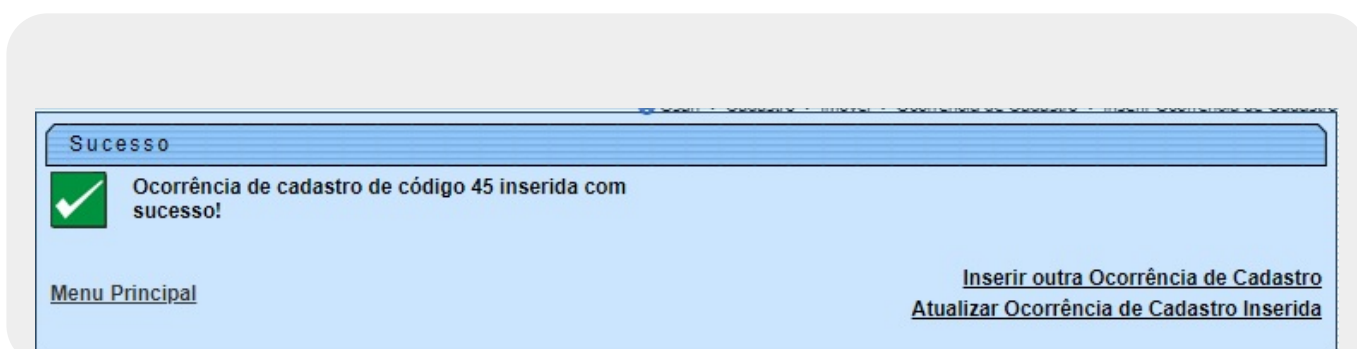 Sucesso
Ocorrência de cadastro de código 45 inserida com
sucesso!
Inserir outra Ocorrência de Cadastro
Menu Principal
Atualizar Ocorrência de Cadastro Inserida